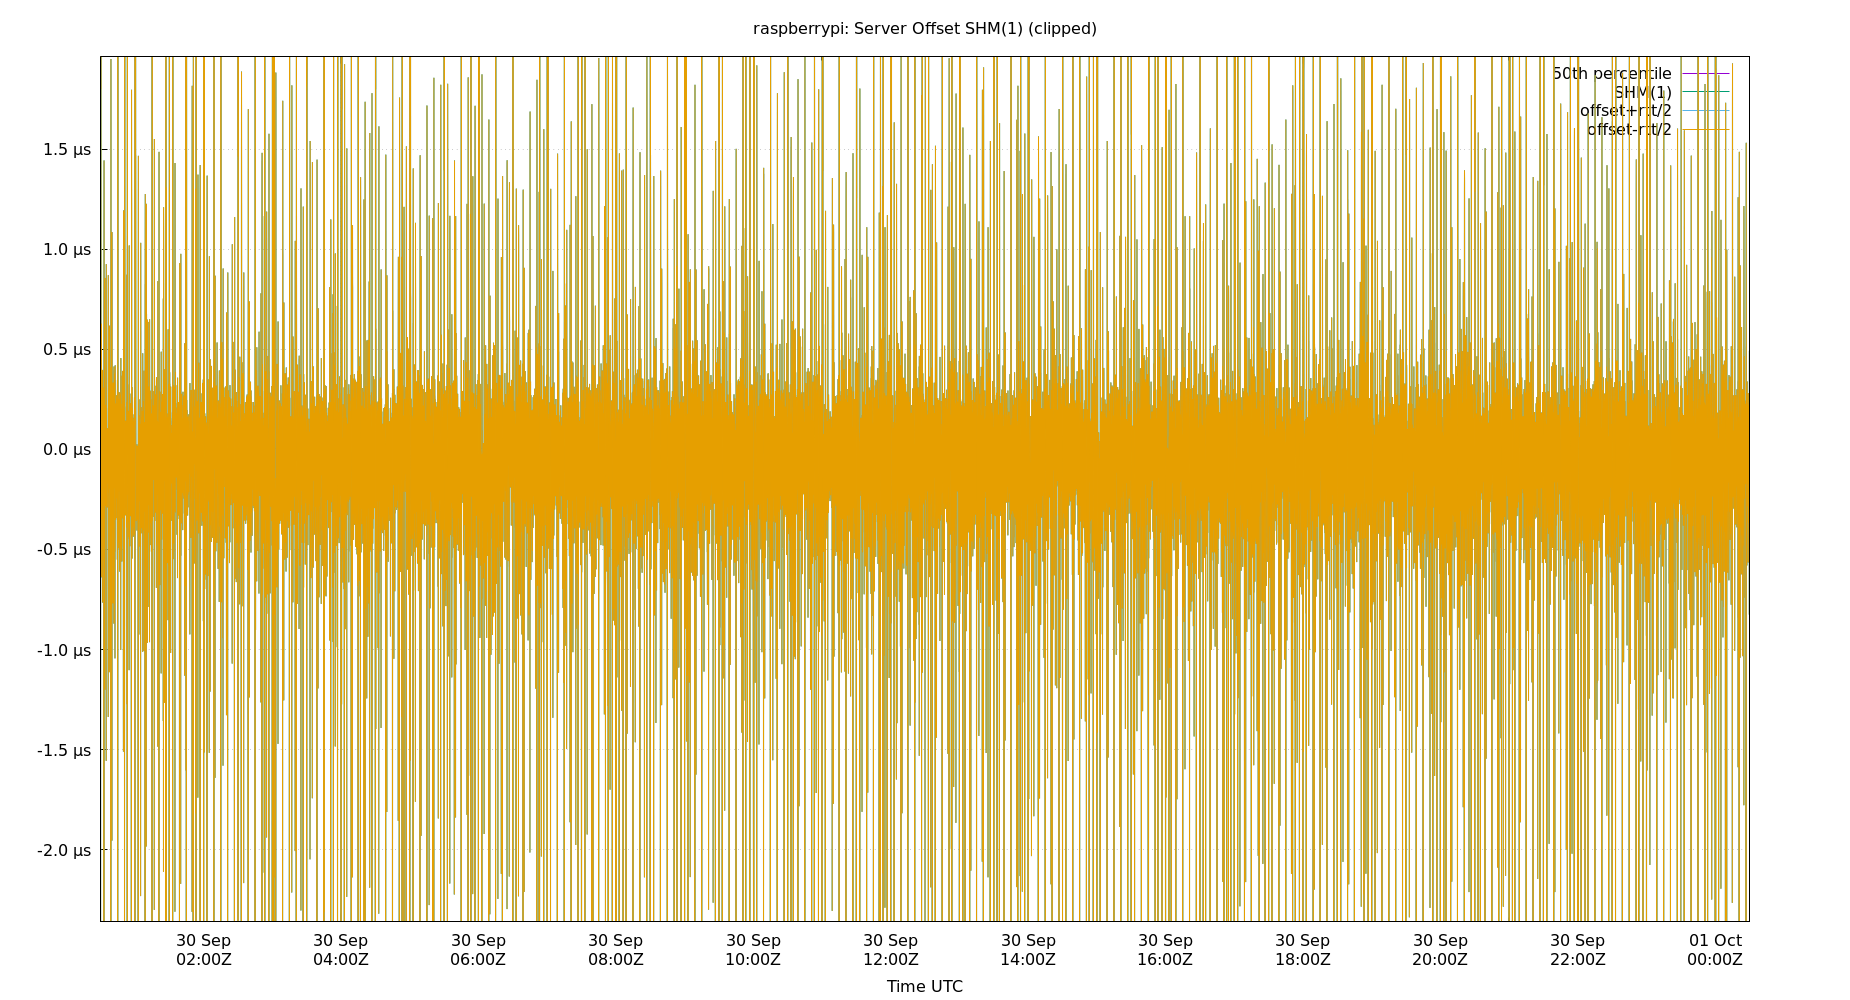 raspberrypi: Server Offset SHM(1) (clipped)
50th percentile
SHM(1)
offset+rtt/2
offset-rtt/2
1.5 µs
1.0 µs
0.5 µs
0.0 µs
-0.5 µs
-1.0 µs
-1.5 µs
-2.0 µs
30 Sep 30 Sep 30 Sep 30 Sep 30 Sep 30 Sep 30 Sep 30 Sep 30 Sep 30 Sep 30 Sep 01 Oct
02:00Z 04:00Z 06:00Z 08:00Z 10:00Z 12:00Z 14:00Z 16:00Z 18:00Z 20:00Z 22:00Z 00:00Z
Time UTC